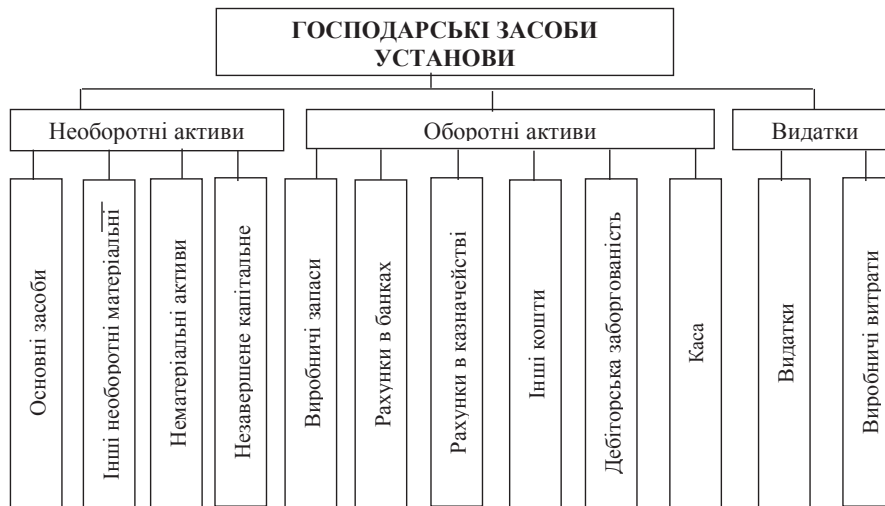 ГОСПОДАРСЬКІ ЗАСОБИ
УСТАНОВИ
Необоротні активи
Оборотні активи
Видатки
Основні засоби
Інші необоротні матеріальні
Нематеріальні активи
Незавершене капітальне
Виробничі запаси
Рахунки в банках
Рахунки в казначействі
Інші кошти
Дебіторська заборгованість
Каса
Видатки
Виробничі витрати